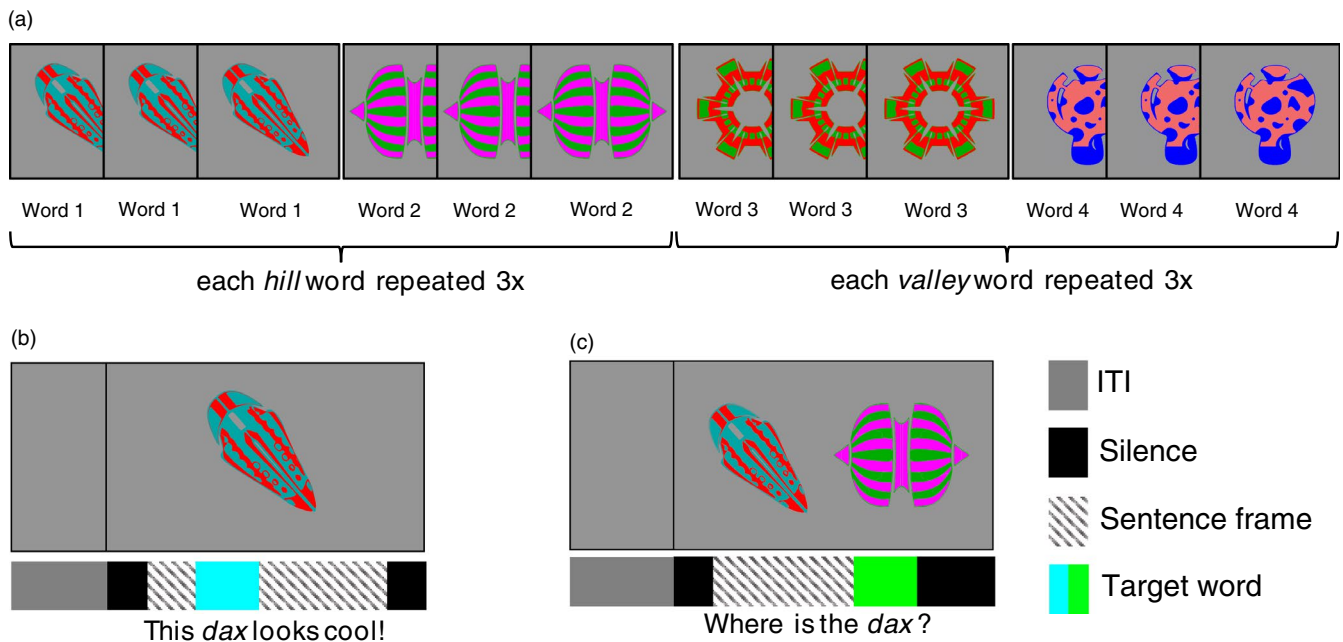 (a)
Word 1 Word 1 Word 1 Word 2 Word 2 Word 2 Word 3 Word 3 Word 3 Word 4 Word 4 Word 4
each hill word repeated 3x each valley word repeated 3x
(b)
This dax looks cool!
(c)
Where is the dax?
ITI
Silence
Sentence frame
Target word